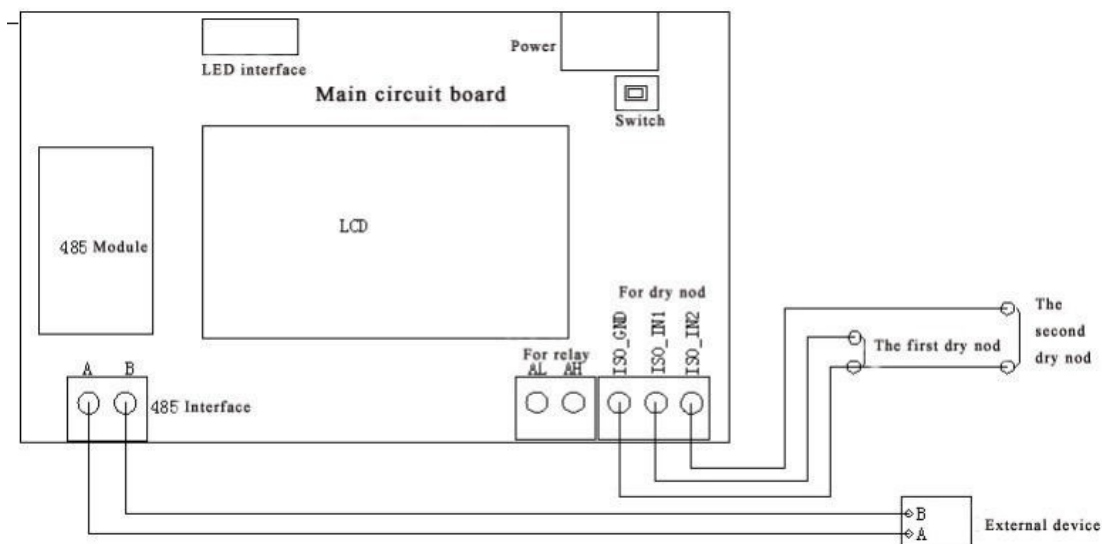 Power
LED interface
Main circuit board
Switch
LCD
485 Module
For dry nod
ISO_GND
ISO_IN1
ISO_IN2
The
second
dry nod
The first dry nod
For relay
AL AH
A B
485 Interface
B
A
External device